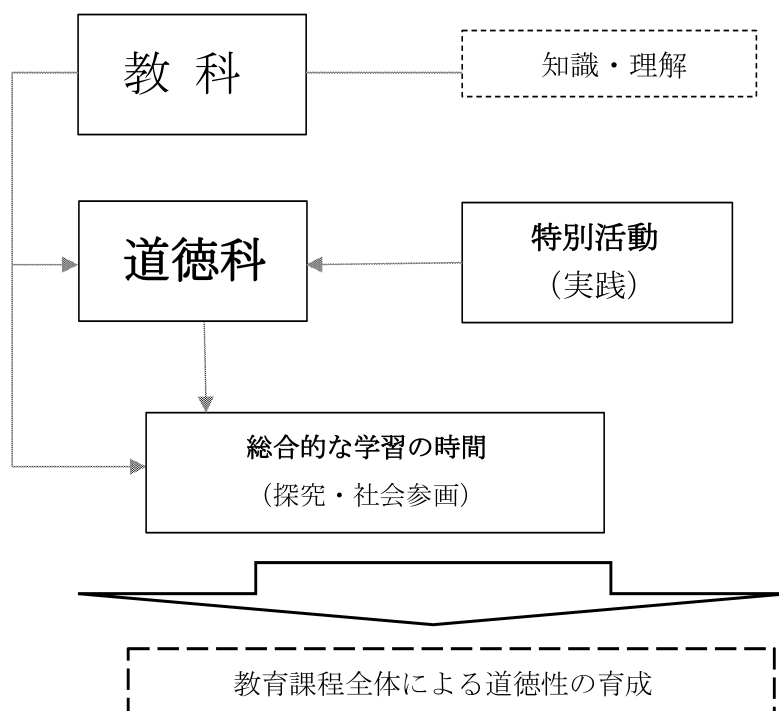 教 科
知識・理解
道徳科
特別活動
（実践）
総合的な学習の時間
（探究・社会参画）
教育課程全体による道徳性の育成